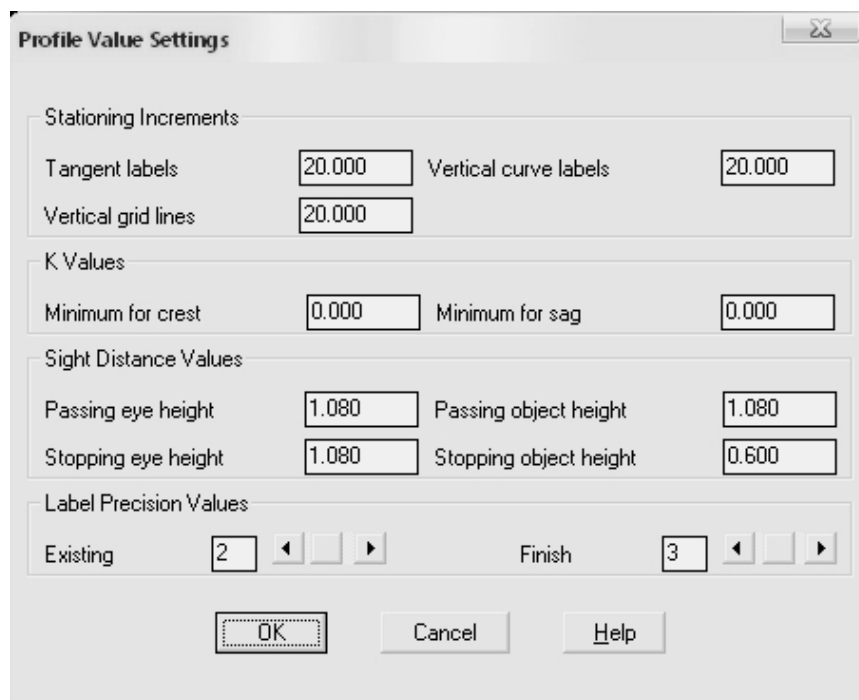 Profile Value Settings
Stationing Increments
Tangent labels 20.000 Vertical curve labels 20.000
Vertical grid lines 20.000
K Values
Minimum for crest 0.000 Minimum for sag 0.000
Sight Distance Values
Passing eye height 1.080 Passing object height 1.080
Stopping eye height 1.080 Stopping object height 0.600
Label Precision Values
Existing 2 Finish 3
OK Cancel Help